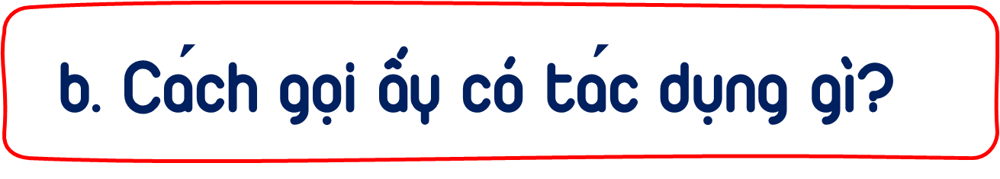 b. Cách gọi ấy có tác dụng gì?